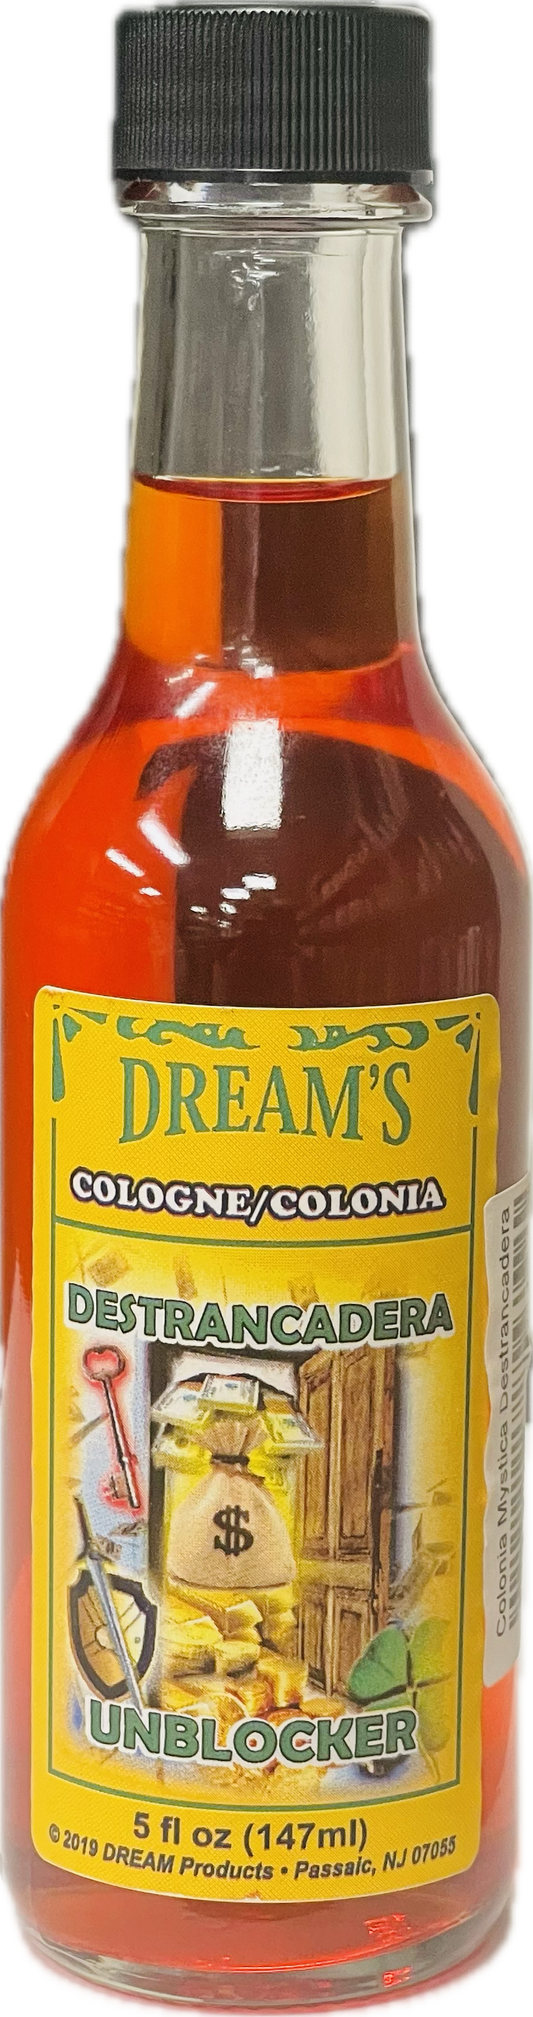 DREAM'S
COLOGNE/COLONIA
DESTRANCADERA
$
UNBLOCKER
5 fl oz (147ml)
© 2019 DREAM Products • Passaic, NJ 07055
Colonia Mystica Destrancadera